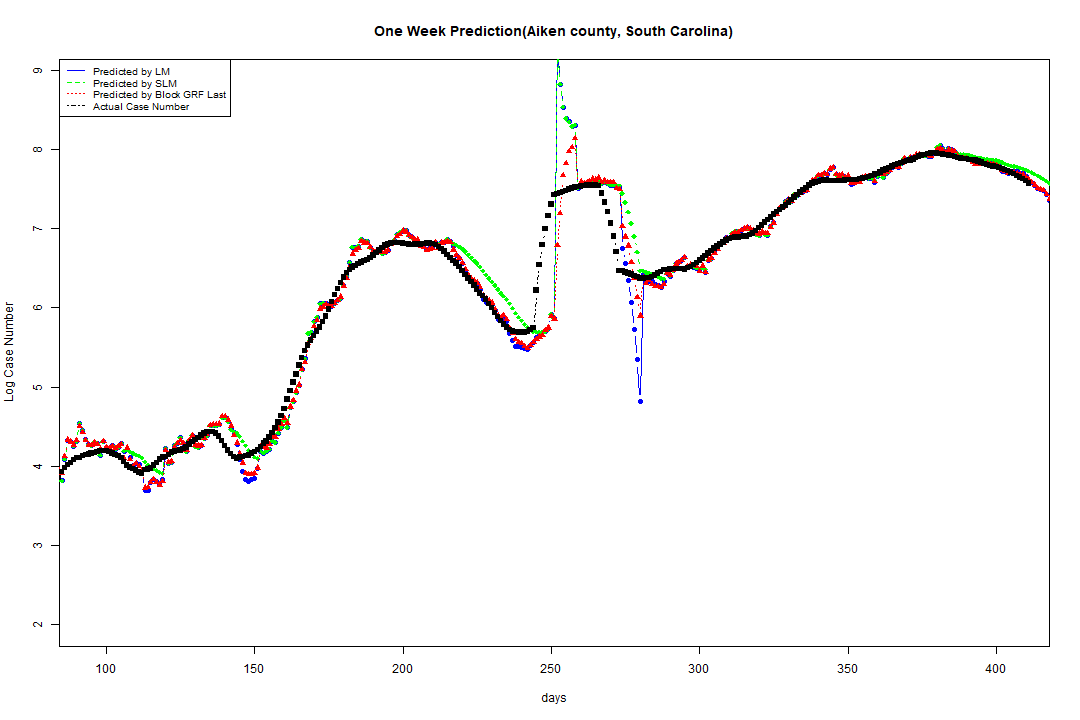 One Week Prediction(Aiken county, South Carolina)
Predicted by LM
Predicted by SLM
Predicted by Block GRF Last
Actual Case Number
9
8
7
6
5
4
3
2
Log Case Number
100 150 200 250 300 350 400
days